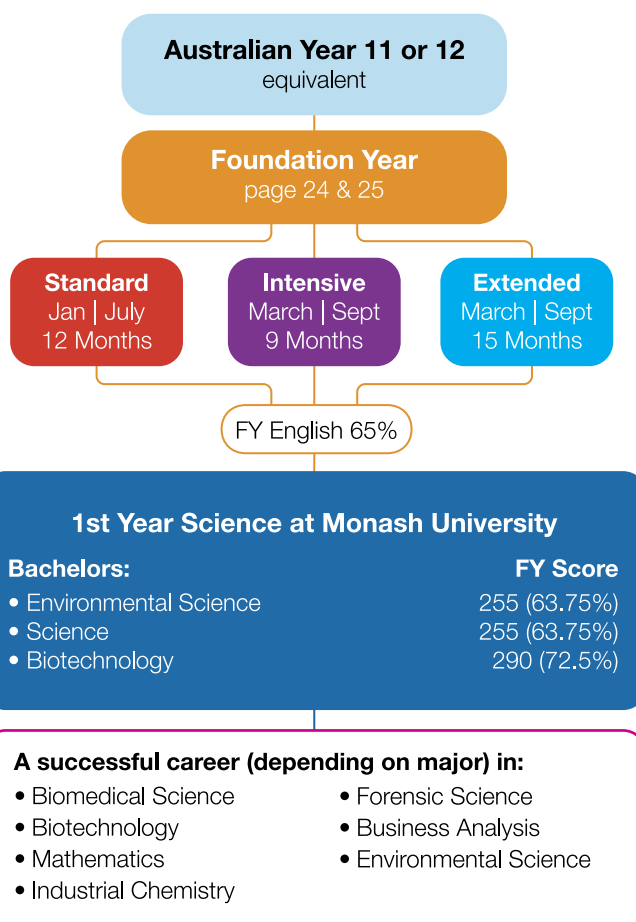 Australian Year 11 or 12
equivalent
Foundation Year
page 24 & 25
Standard
Jan | July
12 Months
Intensive
March | Sept
9 Months
Extended
March | Sept
15 Months
FY English 65%
1st Year Science at Monash University
Bachelors: FY Score
• Environmental Science 255 (63.75%)
• Science 255 (63.75%)
• Biotechnology 290 (72.5%)
A successful career (depending on major) in:
• Biomedical Science
• Biotechnology
• Mathematics
• Industrial Chemistry
• Forensic Science
• Business Analysis
• Environmental Science